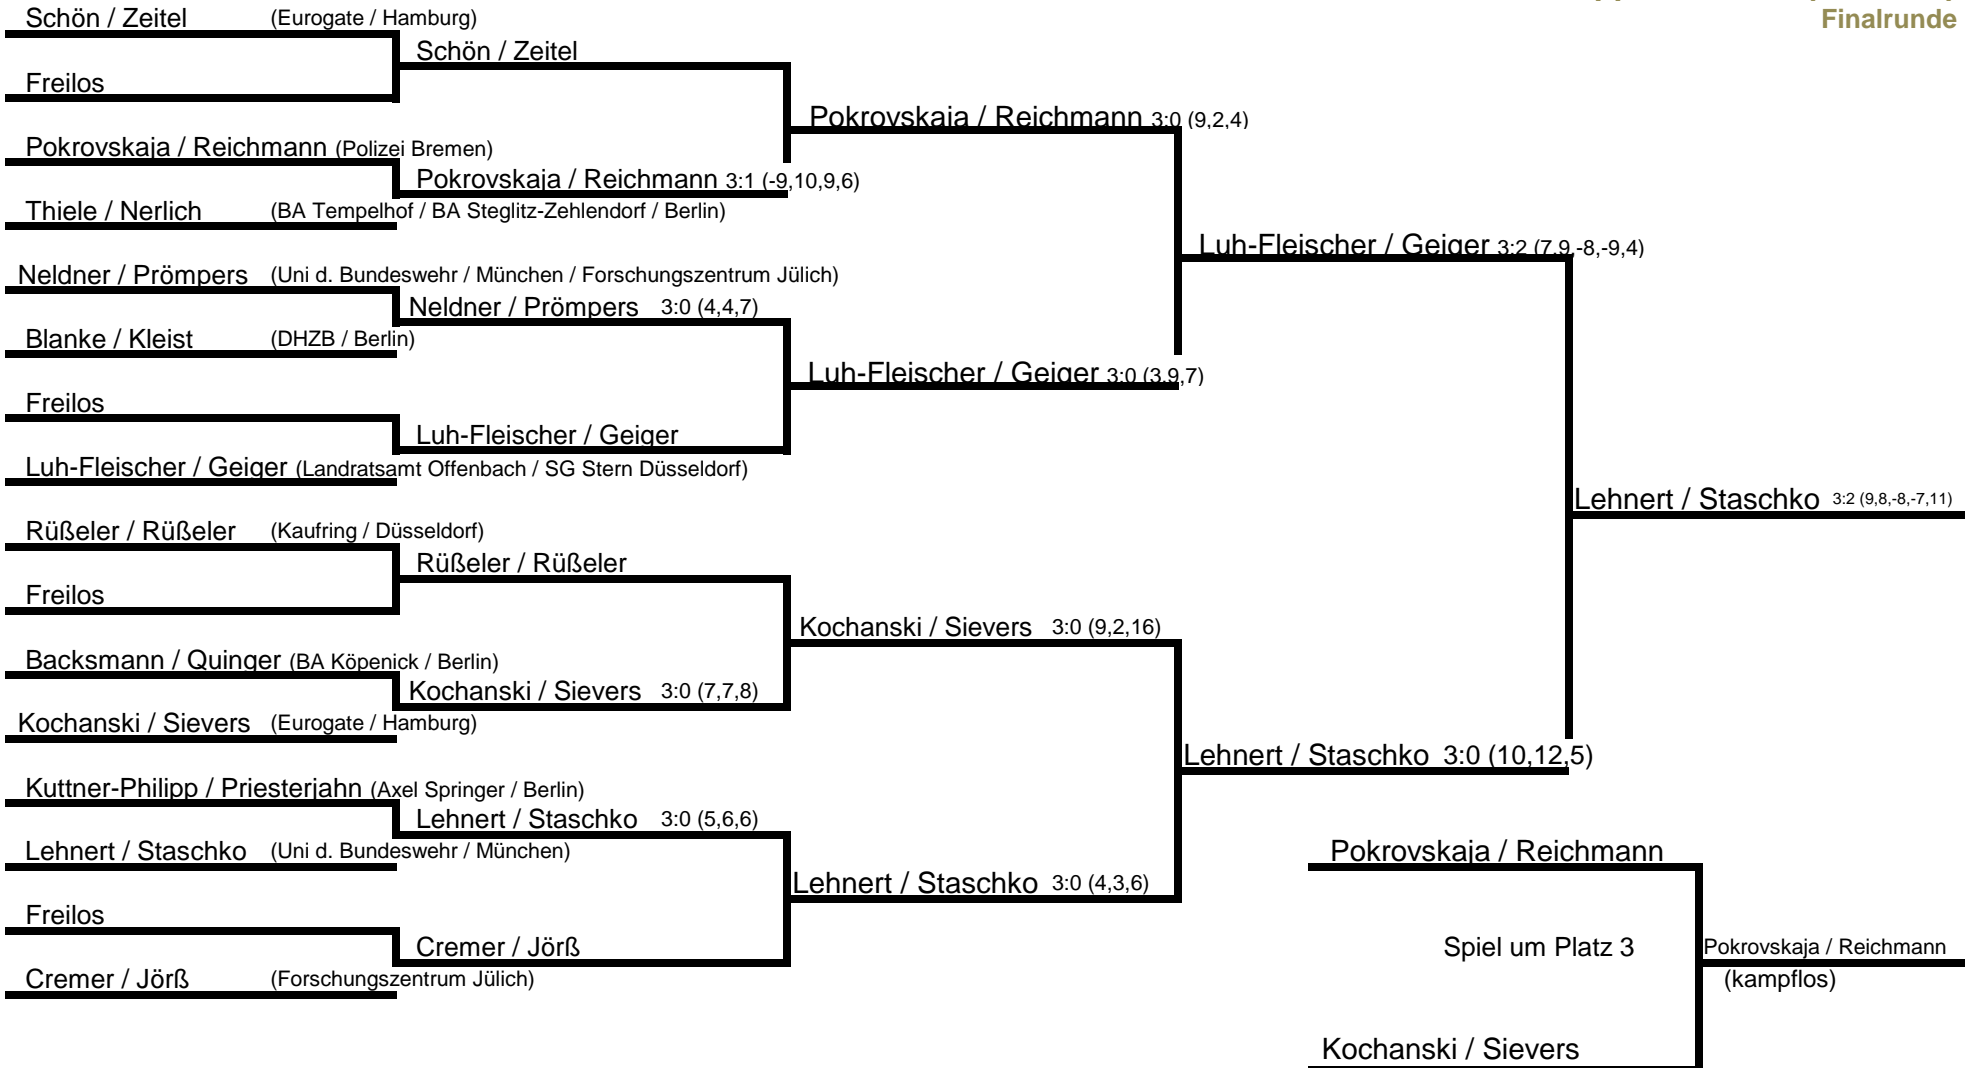 Finalrunde
Schön / Zeitel (Eurogate / Hamburg)
Schön / Zeitel
Freilos
Pokrovskaja / Reichmann 3:0 (9,2,4)
Pokrovskaja / Reichmann (Polizei Bremen)
Pokrovskaja / Reichmann 3:1 (-9,10,9,6)
Thiele / Nerlich (BA Tempelhof / BA Steglitz-Zehlendorf / Berlin)
Luh-Fleischer / Geiger 3:2 (7,9,-8,-9,4)
Neldner / Prömpers (Uni d. Bundeswehr / München / Forschungszentrum Jülich)
Neldner / Prömpers 3:0 (4,4,7)
Blanke / Kleist (DHZB / Berlin)
Luh-Fleischer / Geiger 3:0 (3,9,7)
Freilos
Luh-Fleischer / Geiger
Luh-Fleischer / Geiger (Landratsamt Offenbach / SG Stern Düsseldorf)
Lehnert / Staschko 3:2 (9,8,-8,-7,11)
Rüßeler / Rüßeler (Kaufring / Düsseldorf)
Rüßeler / Rüßeler
Freilos
Kochanski / Sievers 3:0 (9,2,16)
Backsmann / Quinger (BA Köpenick / Berlin)
Kochanski / Sievers 3:0 (7,7,8)
Kochanski / Sievers (Eurogate / Hamburg)
Lehnert / Staschko 3:0 (10,12,5)
Kuttner-Philipp / Priesterjahn (Axel Springer / Berlin)
Lehnert / Staschko 3:0 (5,6,6)
Lehnert / Staschko (Uni d. Bundeswehr / München)
Pokrovskaja / Reichmann
Lehnert / Staschko 3:0 (4,3,6)
Freilos
Cremer / Jörß
Spiel um Platz 3
Pokrovskaja / Reichmann
Cremer / Jörß (Forschungszentrum Jülich)
(kampflos)
Kochanski / Sievers